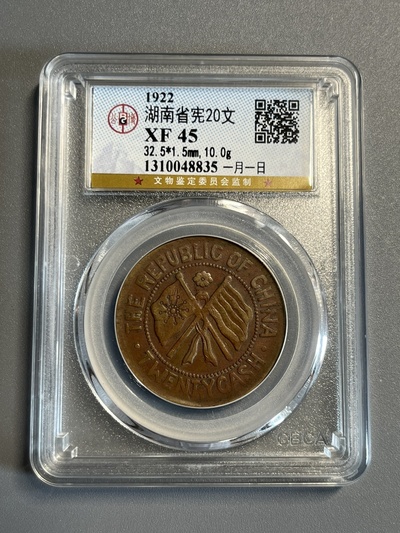 1922
湖南省宪20文
XF 45
32.5*1.5mm,10.0g
1310048835 一月一日
★ 文物鉴定委员会监制 ★
THE REPUBLIC OF CHINA
TWENTY CASH
GBCA